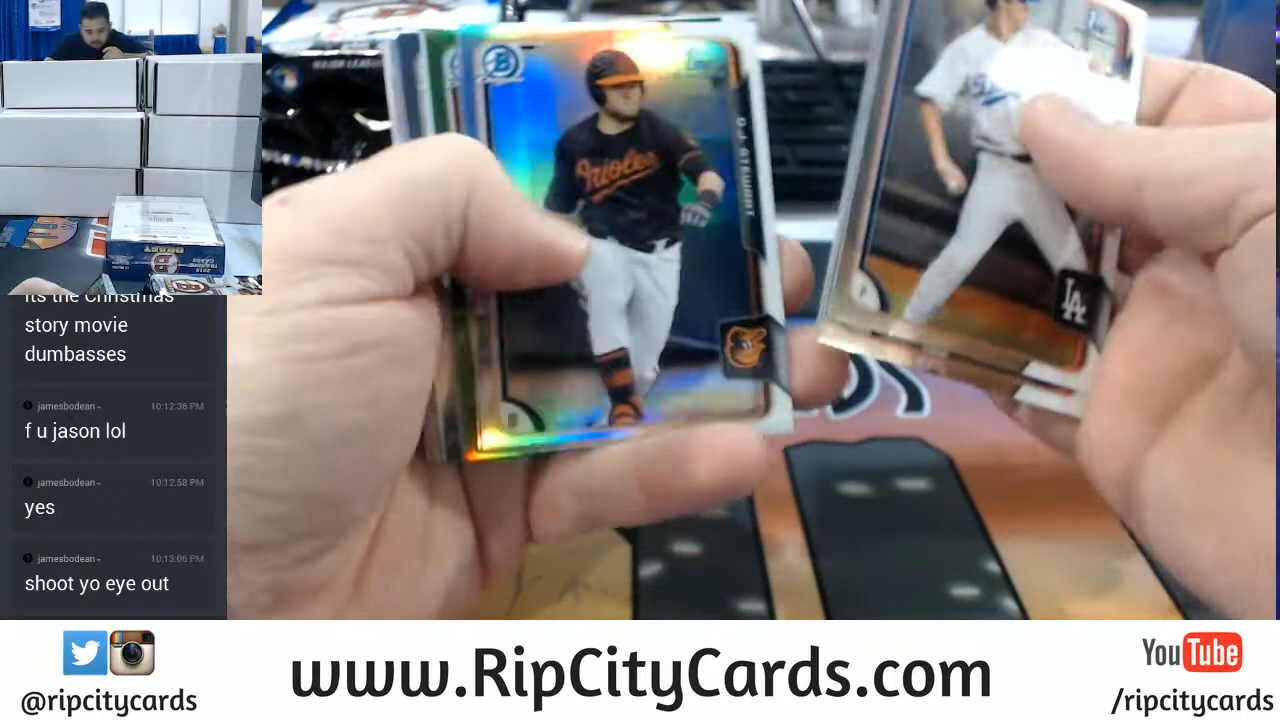 its the Christmas
story movie
dumbasses
jamesbodean- 10:12:36 PM
f u jason lol
jamesbodean- 10:12:58 PM
yes
jamesbodean- 10:13:06 PM
shoot yo eye out
B
Orioles
D.J. STEWART
LA
DRAFT
@ripcitycards
www.RipCityCards.com
YouTube
/ripcitycards